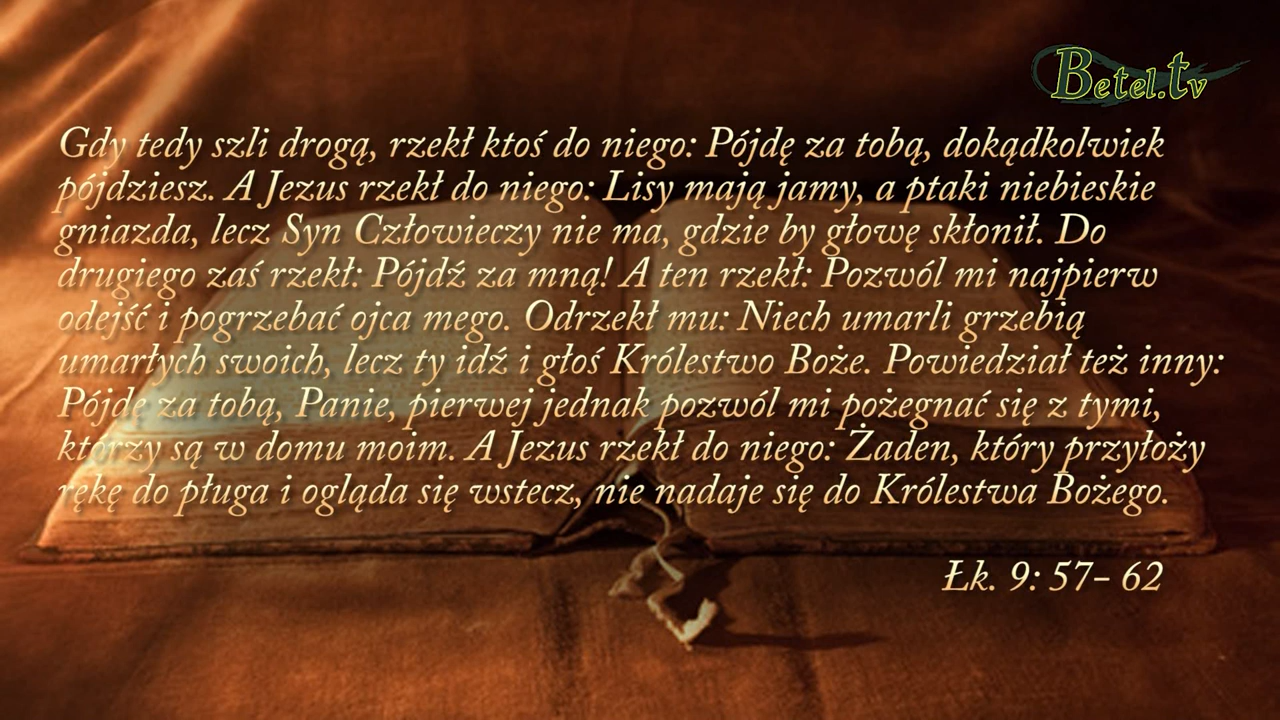 Betel.tv
Gdy tedy szli drogą, rzekł ktoś do niego: Pójdę za tobą, dokądkolwiek
pójdziesz. A Jezus rzekł do niego: Lisy mają jamy, a ptaki niebieskie
gniazda, lecz Syn Człowieczy nie ma, gdzie by głowę skłonił. Do
drugiego zaś rzekł: Pójdź za mną! A ten rzekł: Pozwól mi najpierw
odejść i pogrzebać ojca mego. Odrzekł mu: Niech umarli grzebią
umarłych swoich, lecz ty idź i głoś Królestwo Boże. Powiedział też inny:
Pójdę za tobą, Panie, pierwej jednak pozwól mi pożegnać się z tymi,
którzy są w domu moim. A Jezus rzekł do niego: Żaden, który przyłoży
rękę do pługa i ogląda się wstecz, nie nadaje się do Królestwa Bożego.
Łk. 9: 57- 62